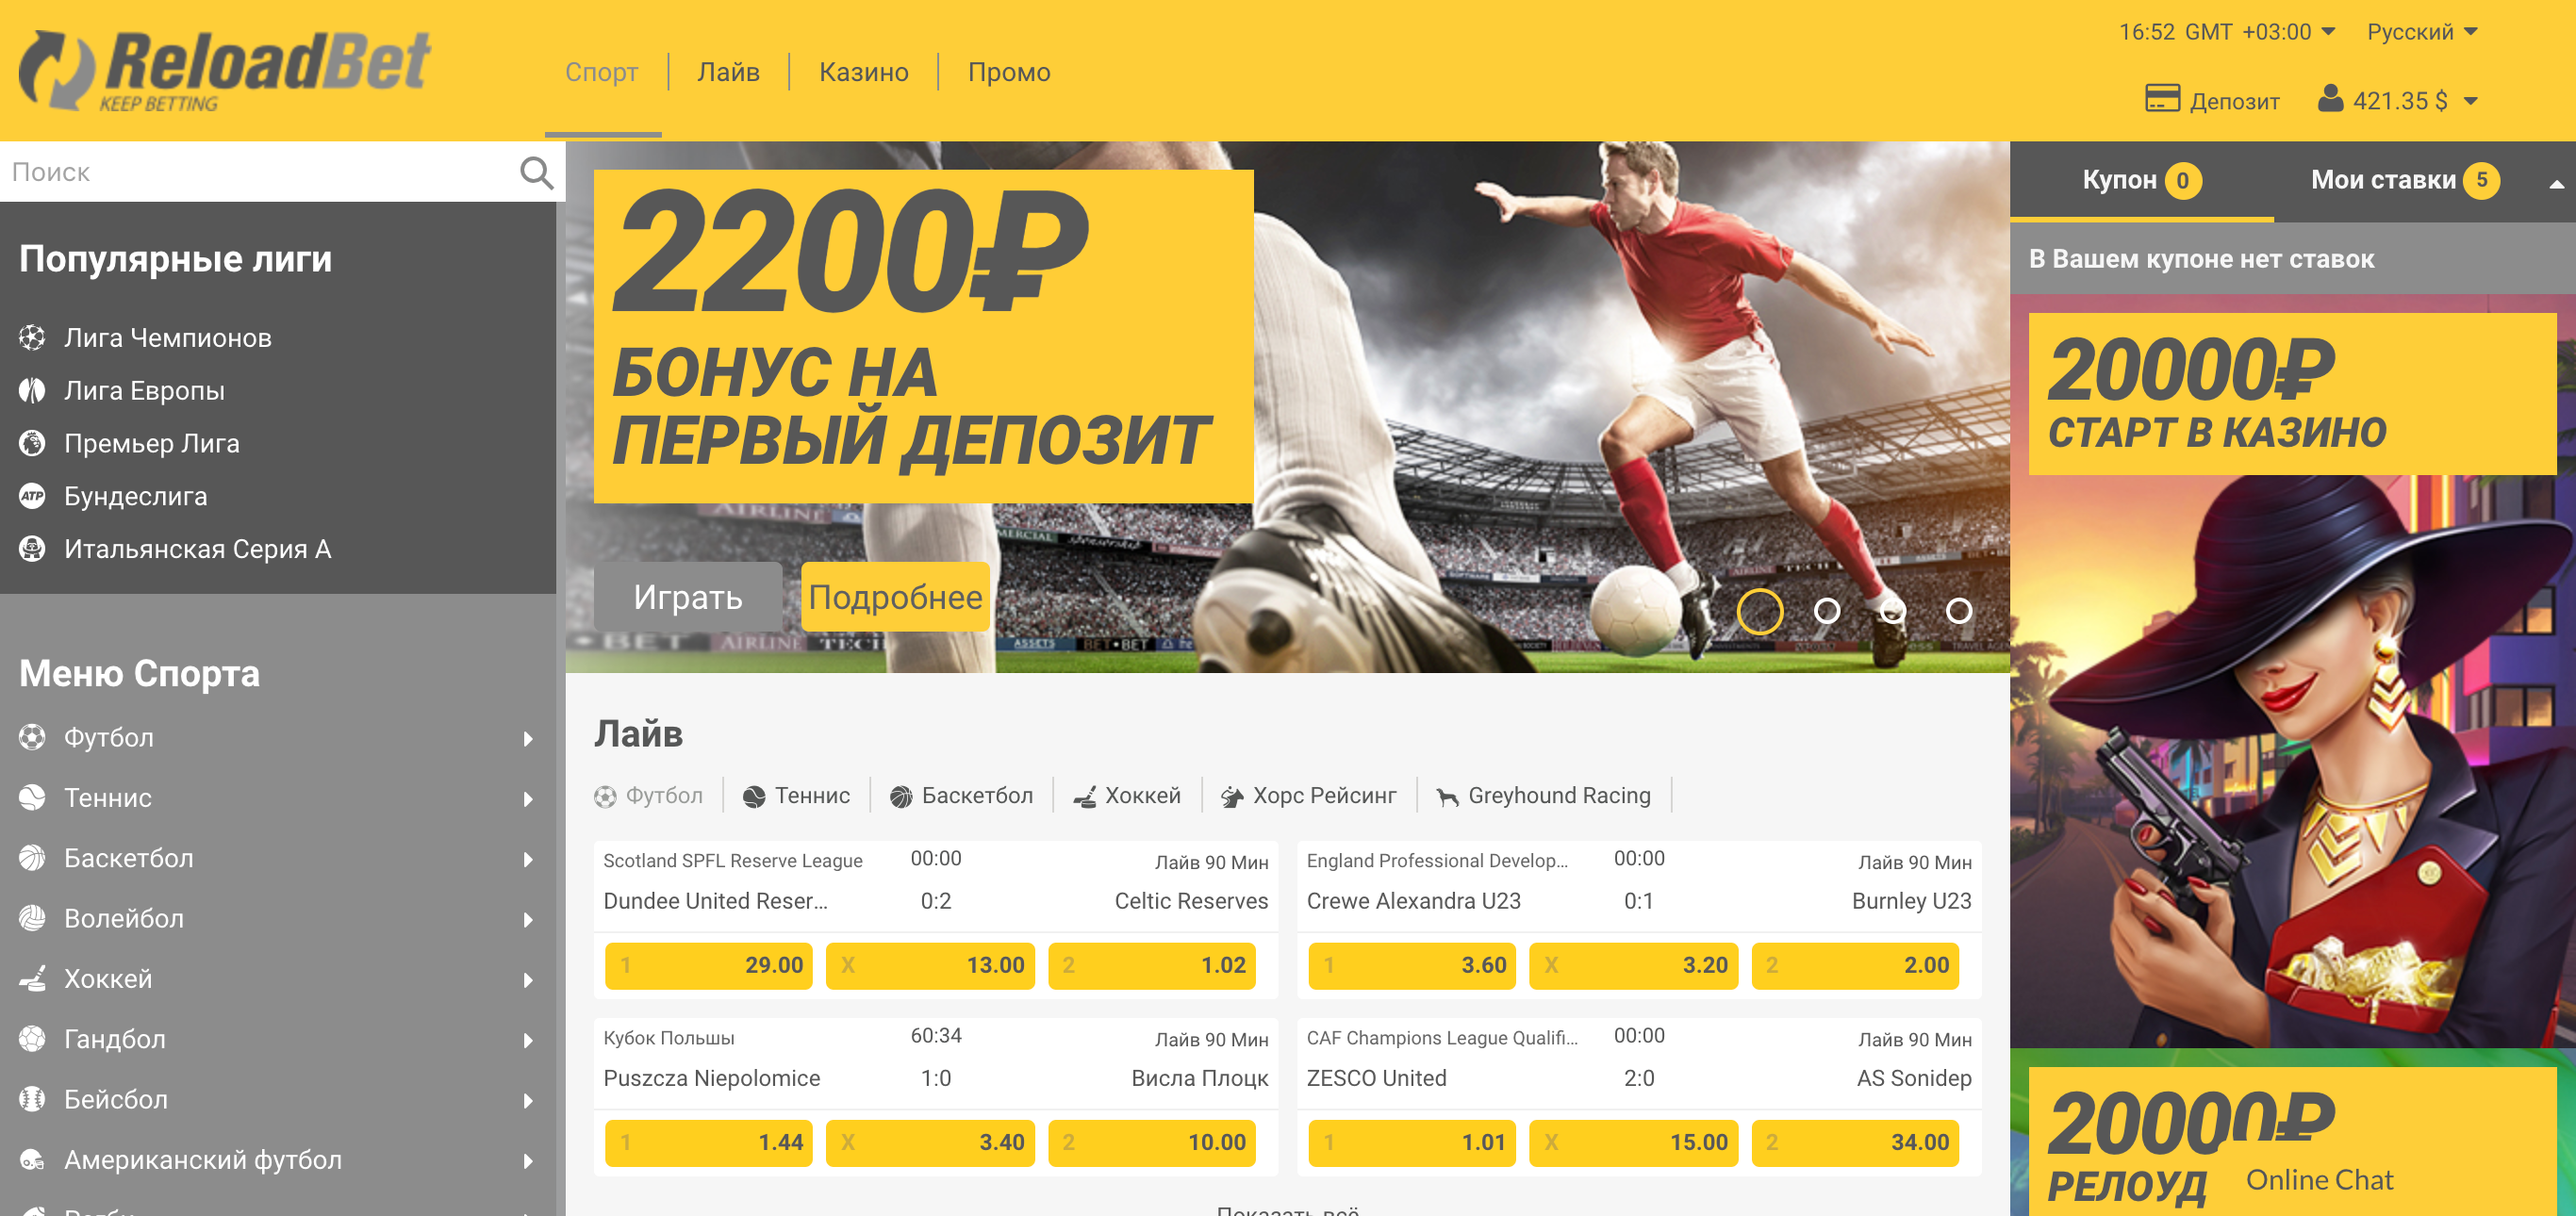 ReloadBet
KEEP BETTING
Спорт
Лайв
Казино
Промо
16:52 GMT +03:00
Русский
Депозит
421.35 $
Поиск
Популярные лиги
Лига Чемпионов
Лига Европы
Премьер Лига
ATP
Бундеслига
Итальянская Серия А
Меню Спорта
Футбол
Теннис
Баскетбол
Волейбол
Хоккей
Гандбол
Бейсбол
Американский футбол
2200₽
БОНУС НА
ПЕРВЫЙ ДЕПОЗИТ
Играть
Подробнее
Лайв
Футбол
Теннис
Баскетбол
Хоккей
Хорс Рейсинг
Greyhound Racing
Scotland SPFL Reserve League 00:00 Лайв 90 Мин
Dundee United Reser... 0:2 Celtic Reserves
1 29.00 X 13.00 2 1.02
England Professional Develop... 00:00 Лайв 90 Мин
Crewe Alexandra U23 0:1 Burnley U23
1 3.60 X 3.20 2 2.00
Кубок Польшы 60:34 Лайв 90 Мин
Puszcza Niepolomice 1:0 Висла Плоцк
1 1.44 X 3.40 2 10.00
CAF Champions League Qualifi... 00:00 Лайв 90 Мин
ZESCO United 2:0 AS Sonidep
1 1.01 X 15.00 2 34.00
Показать всё
Купон 0
Мои ставки 5
В Вашем купоне нет ставок
20000₽
СТАРТ В КАЗИНО
20000₽
РЕЛОУД
Online Chat